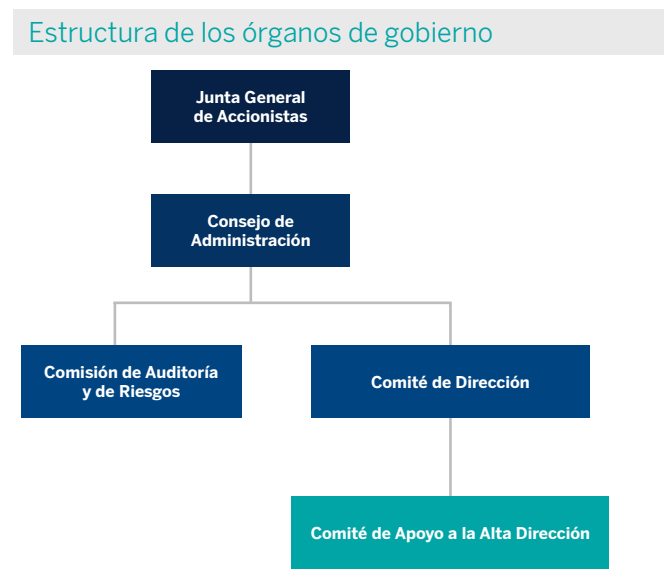 Estructura de los órganos de gobierno
Junta General
de Accionistas
Consejo de
Administración
Comisión de Auditoría
y de Riesgos
Comité de Dirección
Comité de Apoyo a la Alta Dirección